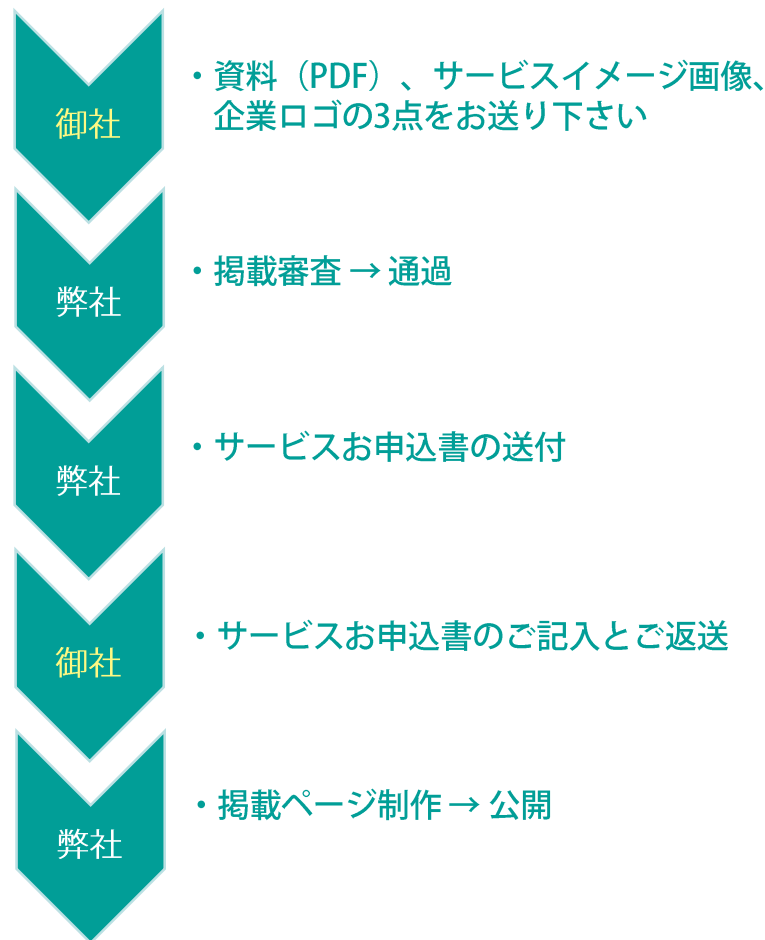 御社
・資料（PDF）、サービスイメージ画像、
企業ロゴの3点をお送り下さい
弊社
・掲載審査 → 通過
弊社
・サービスお申込書の送付
御社
・サービスお申込書のご記入とご返送
弊社
・掲載ページ制作 → 公開